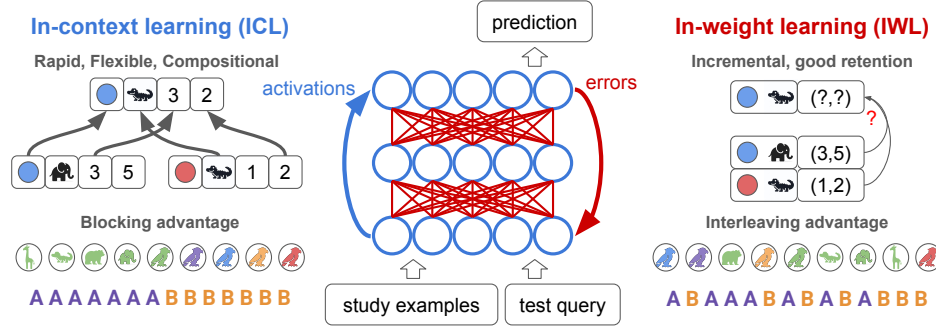 In-context learning (ICL)
Rapid, Flexible, Compositional
3 2
3 5
1 2
Blocking advantage
A A A A A A A B B B B B B B
prediction
activations
errors
study examples
test query
In-weight learning (IWL)
Incremental, good retention
(?,?)
?
(3,5)
(1,2)
Interleaving advantage
A B A A A B A B A B A B B B